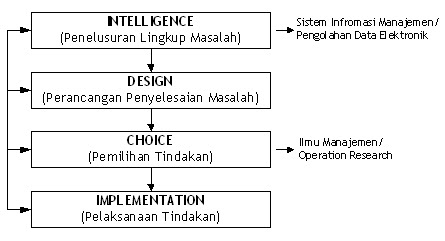 INTELLIGENCE
(Penelusuran Lingkup Masalah)
Sistem Infromasi Manajemen/
Pengolahan Data Elektronik
DESIGN
(Perancangan Penyelesaian Masalah)
CHOICE
(Pemilihan Tindakan)
Ilmu Manajemen/
Operation Research
IMPLEMENTATION
(Pelaksanaan Tindakan)